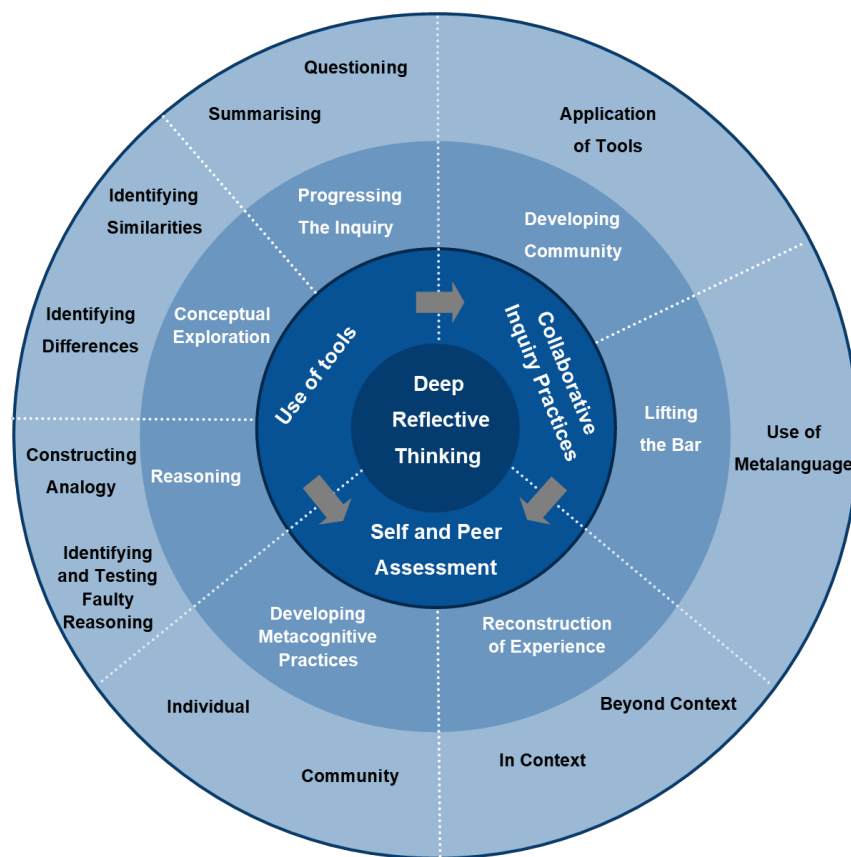 Questioning
Summarising
Application
of Tools
Identifying
Similarities
Progressing
The Inquiry
Developing
Community
Identifying
Differences
Conceptual
Exploration
Use of tools
Collaborative
Inquiry Practices
Deep
Reflective
Thinking
Lifting
the Bar
Use of
Metalanguage
Constructing
Analogy
Reasoning
Self and Peer
Assessment
Identifying
and Testing
Faulty
Reasoning
Developing
Metacognitive
Practices
Reconstruction
of Experience
Individual
Beyond Context
Community
In Context